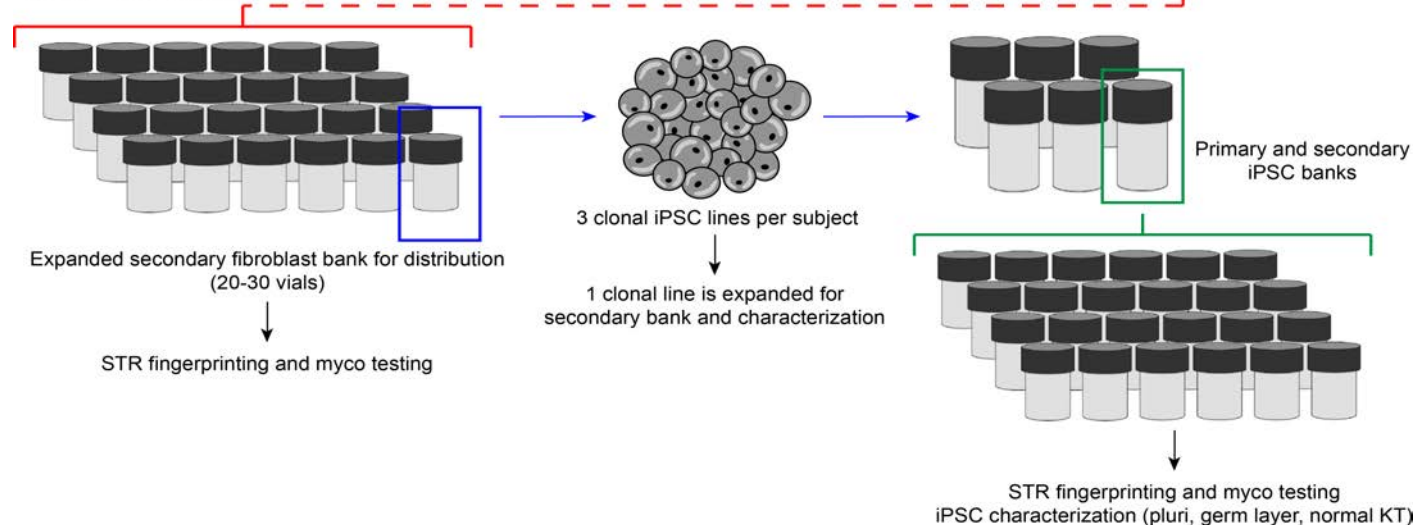 Expanded secondary fibroblast bank for distribution
(20-30 vials)
STR fingerprinting and myco testing
3 clonal iPSC lines per subject
1 clonal line is expanded for
secondary bank and characterization
Primary and secondary
iPSC banks
STR fingerprinting and myco testing
iPSC characterization (pluri, germ layer, normal KT)